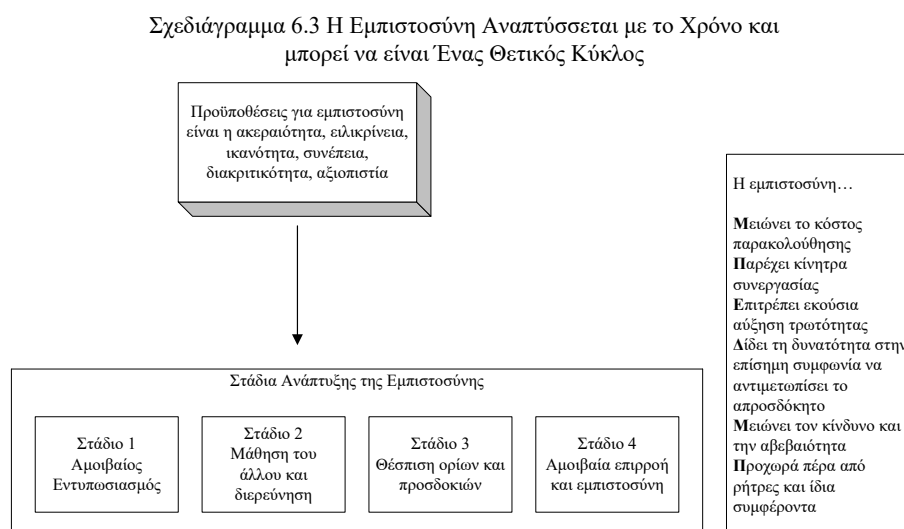 Σχεδιάγραμμα 6.3 Η Εμπιστοσύνη Αναπτύσσεται με το Χρόνο και
μπορεί να είναι Ένας Θετικός Κύκλος
Προϋποθέσεις για εμπιστοσύνη
είναι η ακεραιότητα, ειλικρίνεια,
ικανότητα, συνέπεια,
διακριτικότητα, αξιοπιστία
Η εμπιστοσύνη…
Μειώνει το κόστος
παρακολούθησης
Παρέχει κίνητρα
συνεργασίας
Επιτρέπει εκούσια
αύξηση τρωτότητας
Δίδει τη δυνατότητα στην
επίσημη συμφωνία να
αντιμετωπίσει το
απροσδόκητο
Μειώνει τον κίνδυνο και
την αβεβαιότητα
Προχωρά πέρα από
ρήτρες και ίδια
συμφέροντα
Στάδια Ανάπτυξης της Εμπιστοσύνης
Στάδιο 1
Αμοιβαίος
Εντυπωσιασμός
Στάδιο 2
Μάθηση του
άλλου και
διερεύνηση
Στάδιο 3
Θέσπιση ορίων και
προσδοκιών
Στάδιο 4
Αμοιβαία επιρροή
και εμπιστοσύνη